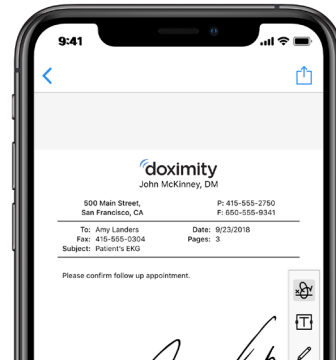 9:41
doximity
John McKinney, DM
500 Main Street, P: 415-555-2750
San Francisco, CA F: 650-555-9341
To: Amy Landers Date: 9/23/2018
Fax: 415-555-0304 Pages: 3
Subject: Patient's EKG
Please confirm follow up appointment.
T